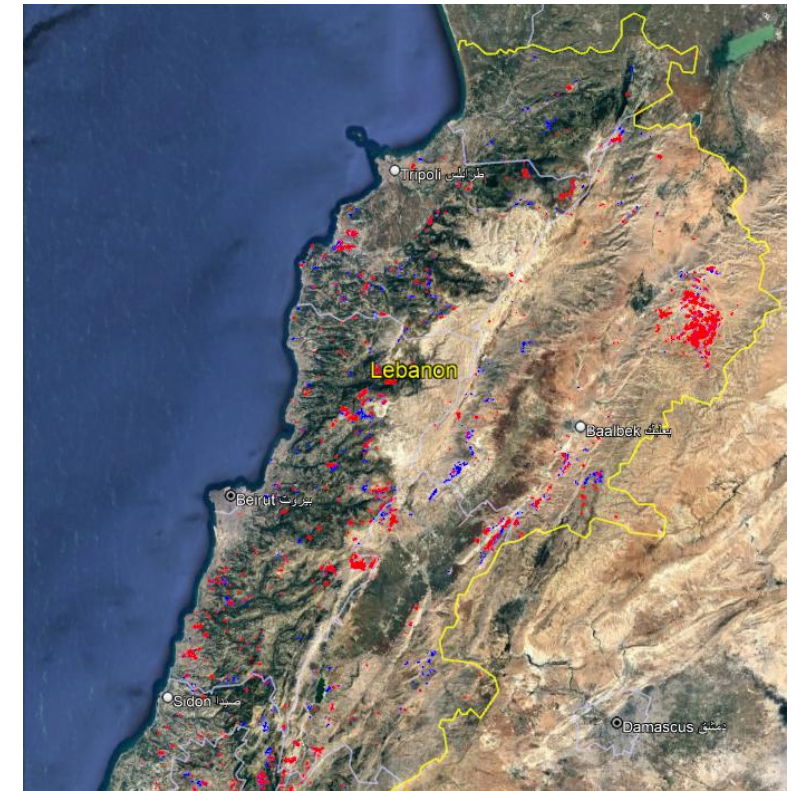 Tripoli طرابلس
Lebanon
Baalbek بعلبك
Beirut بيروت
Sidon صيدا
Damascus دمشق